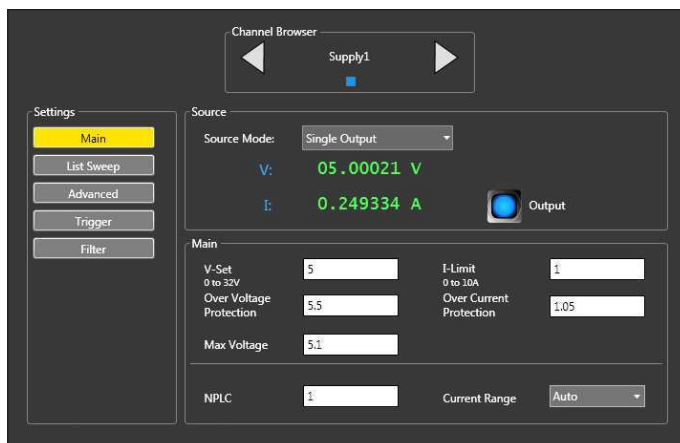 Channel Browser
Supply1
Settings
Main
List Sweep
Advanced
Trigger
Filter
Source
Source Mode: Single Output
V: 05.00021 V
I: 0.249334 A
Output
Main
V-Set 5 I-Limit 1
0 to 32V 0 to 10A
Over Voltage Over Current
Protection 5.5 Protection 1.05
Max Voltage 5.1
NPLC 1 Current Range Auto